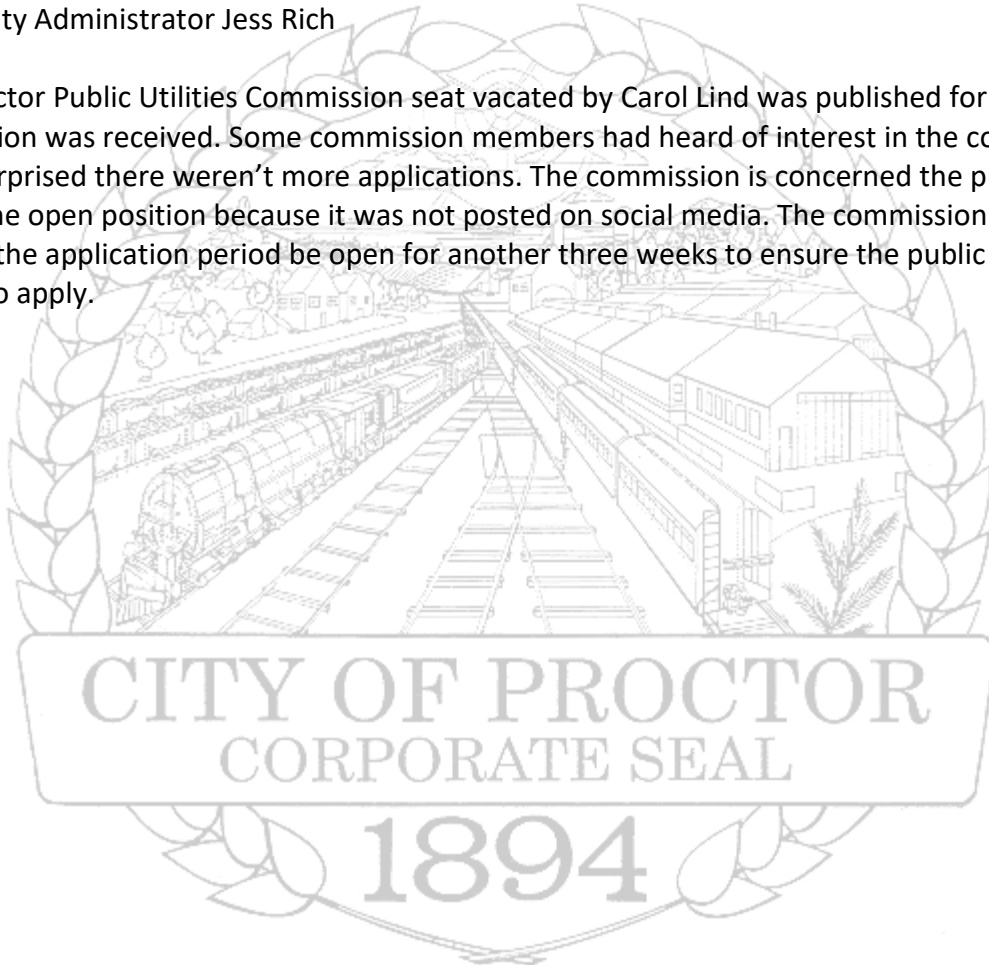 ty Administrator Jess Rich
ctor Public Utilities Commission seat vacated by Carol Lind was published for
ion was received. Some commission members had heard of interest in the co
rprised there weren't more applications. The commission is concerned the p
ne open position because it was not posted on social media. The commission
the application period be open for another three weeks to ensure the public
o apply.
CITY OF PROCTOR
CORPORATE SEAL
1894